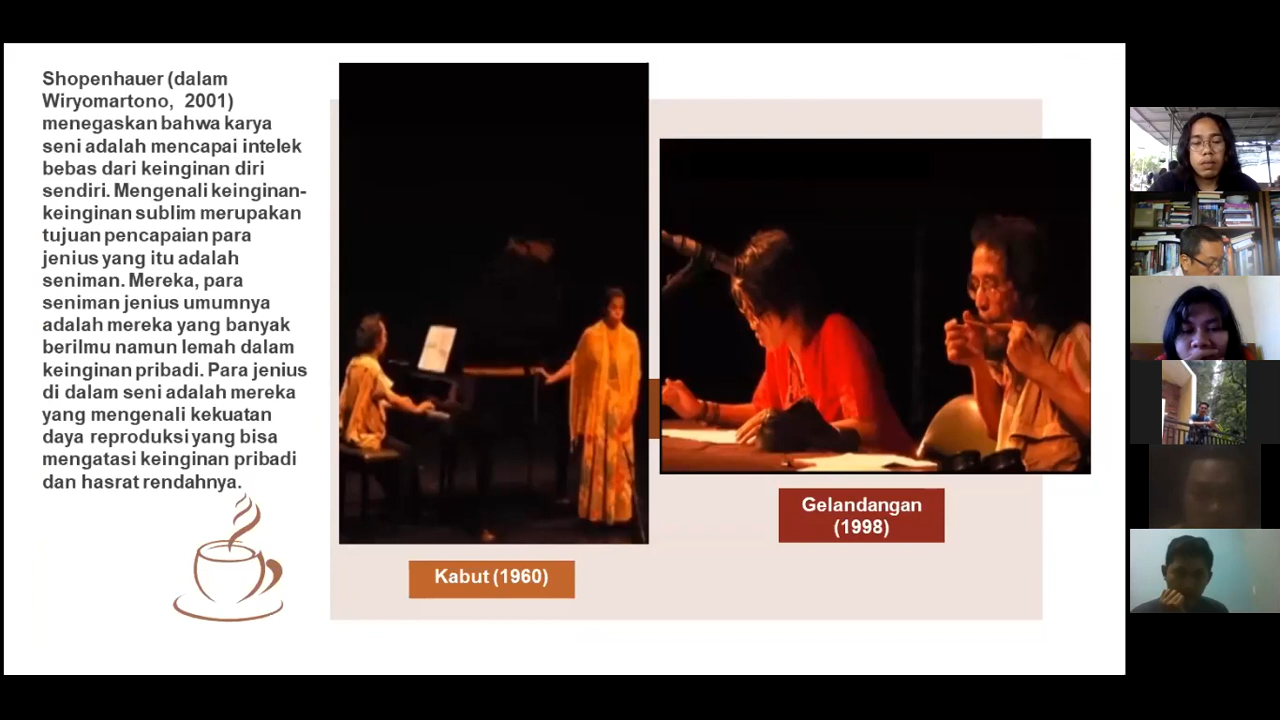 Shopenhauer (dalam
Wiryomartono, 2001)
menegaskan bahwa karya
seni adalah mencapai intelek
bebas dari keinginan diri
sendiri. Mengenali keinginan-
keinginan sublim merupakan
tujuan pencapaian para
jenius yang itu adalah
seniman. Mereka, para
seniman jenius umumnya
adalah mereka yang banyak
berilmu namun lemah dalam
keinginan pribadi. Para jenius
di dalam seni adalah mereka
yang mengenali kekuatan
daya reproduksi yang bisa
mengatasi keinginan pribadi
dan hasrat rendahnya.
Kabut (1960)
Gelandangan
(1998)